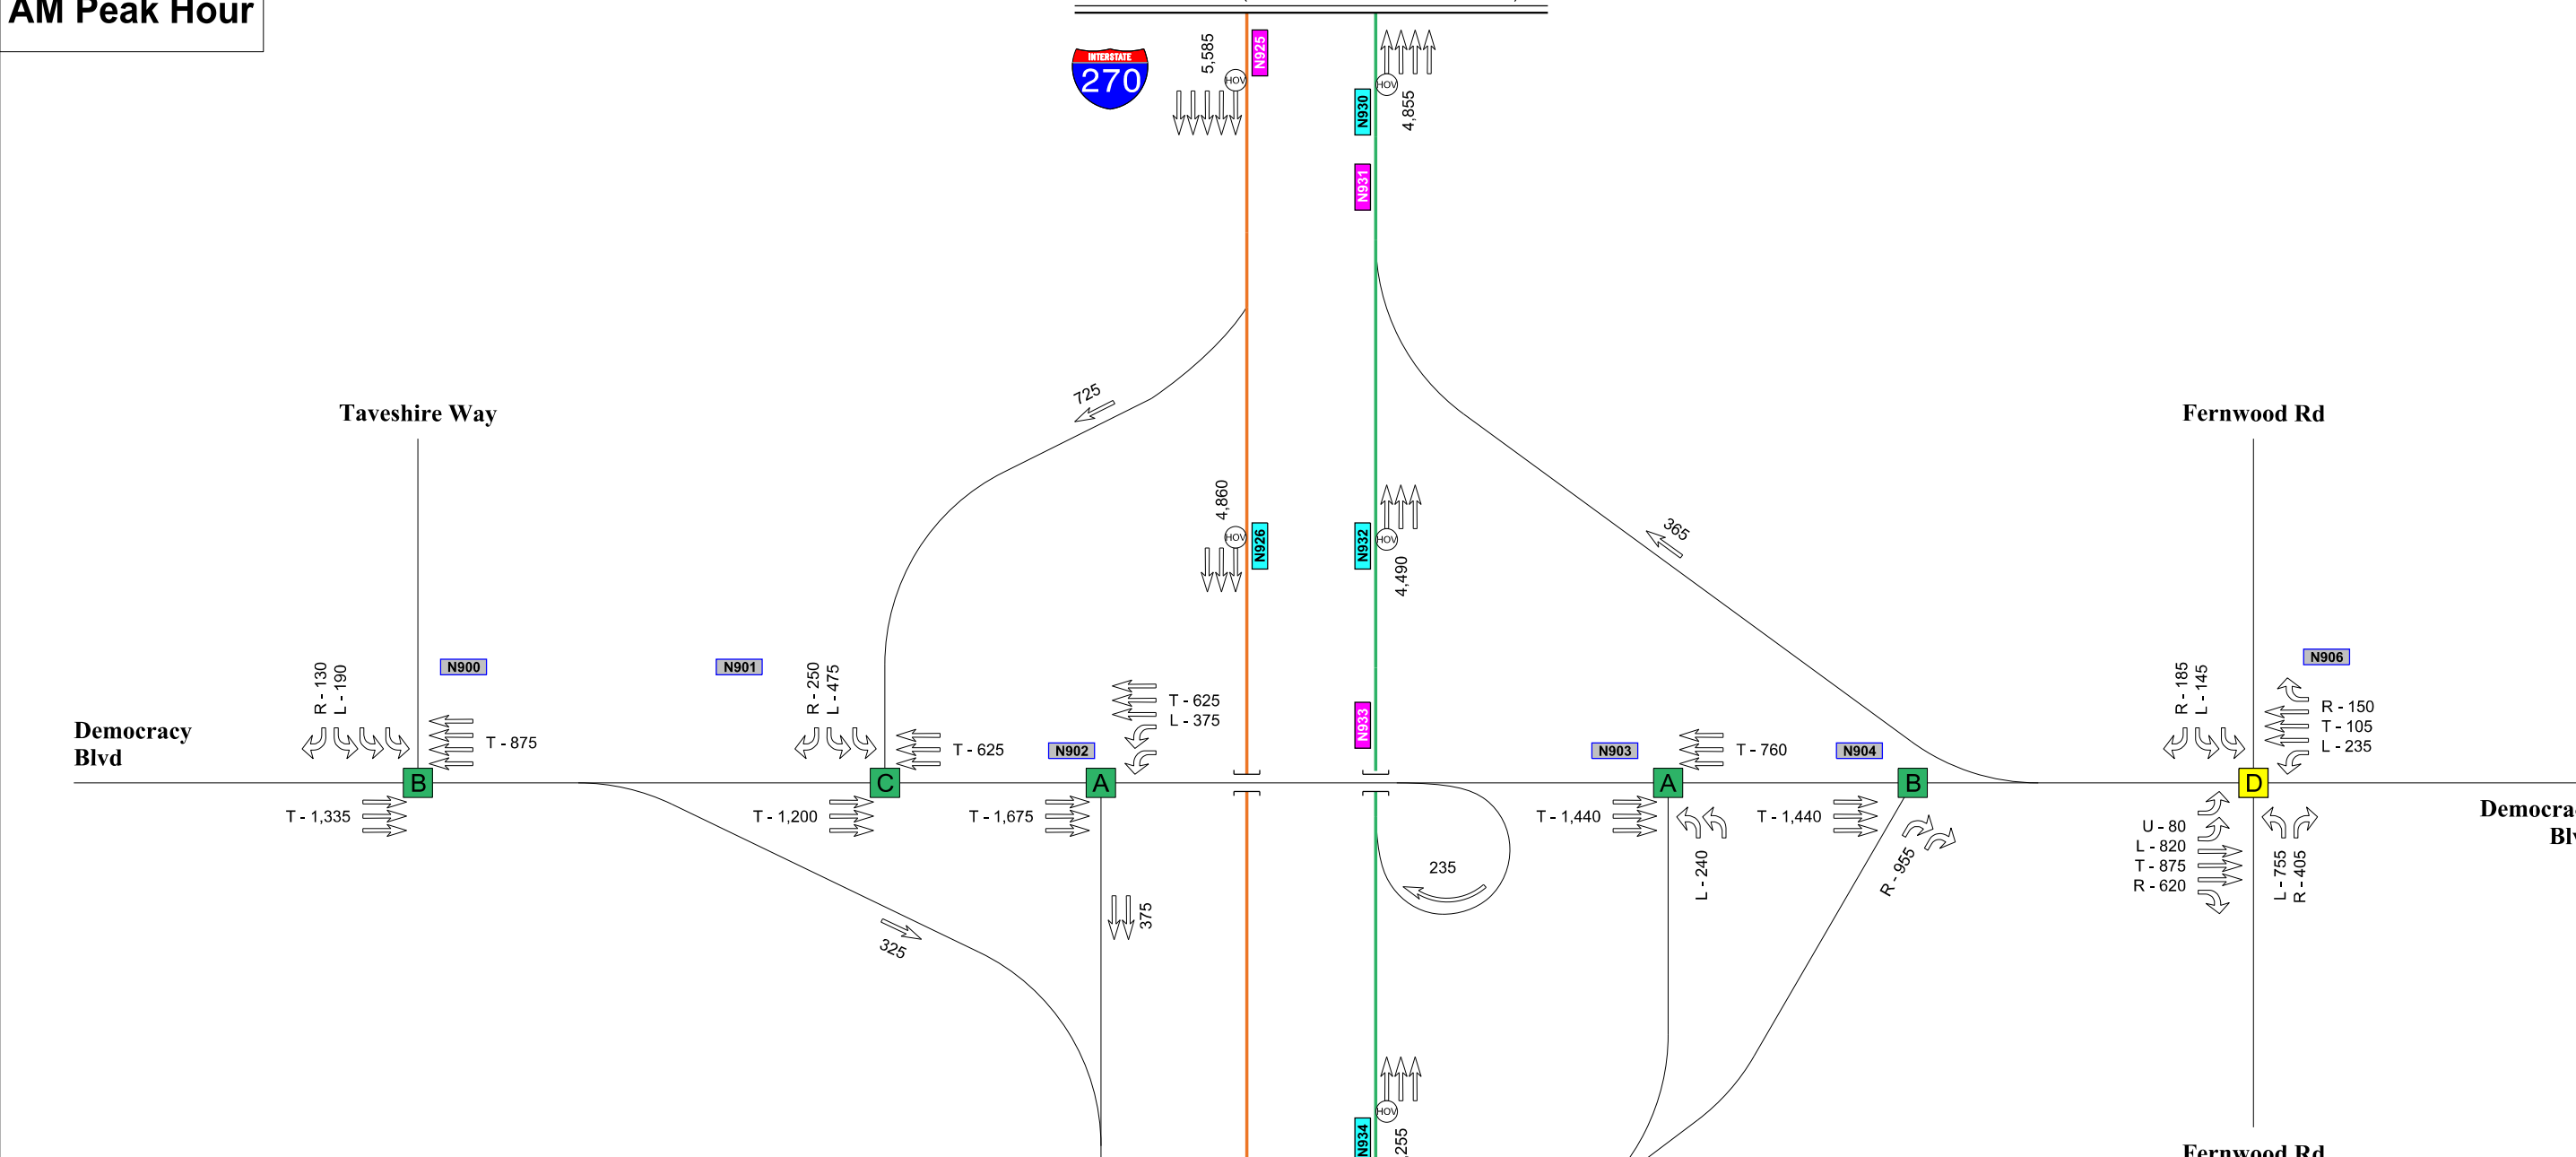 AM Peak Hour
INTERSTATE
270
5,585
HOV
N925
N930
HOV
4,855
N931
725
Taveshire Way
Fernwood Rd
4,860
HOV
N926
N932
HOV
4,490
365
R - 130
L - 190
N900
N901
R - 250
L - 475
T - 625
L - 375
N933
R - 185
L - 145
N906
R - 150
T - 105
L - 235
Democracy
Blvd
T - 875
T - 625
N902
N903
T - 760
N904
B
C
A
A
B
D
T - 1,335
T - 1,200
T - 1,675
T - 1,440
T - 1,440
L - 240
R - 955
U - 80
L - 820
T - 875
R - 620
L - 755
R - 405
235
375
325
HOV
N934
,255
Fernwood Rd